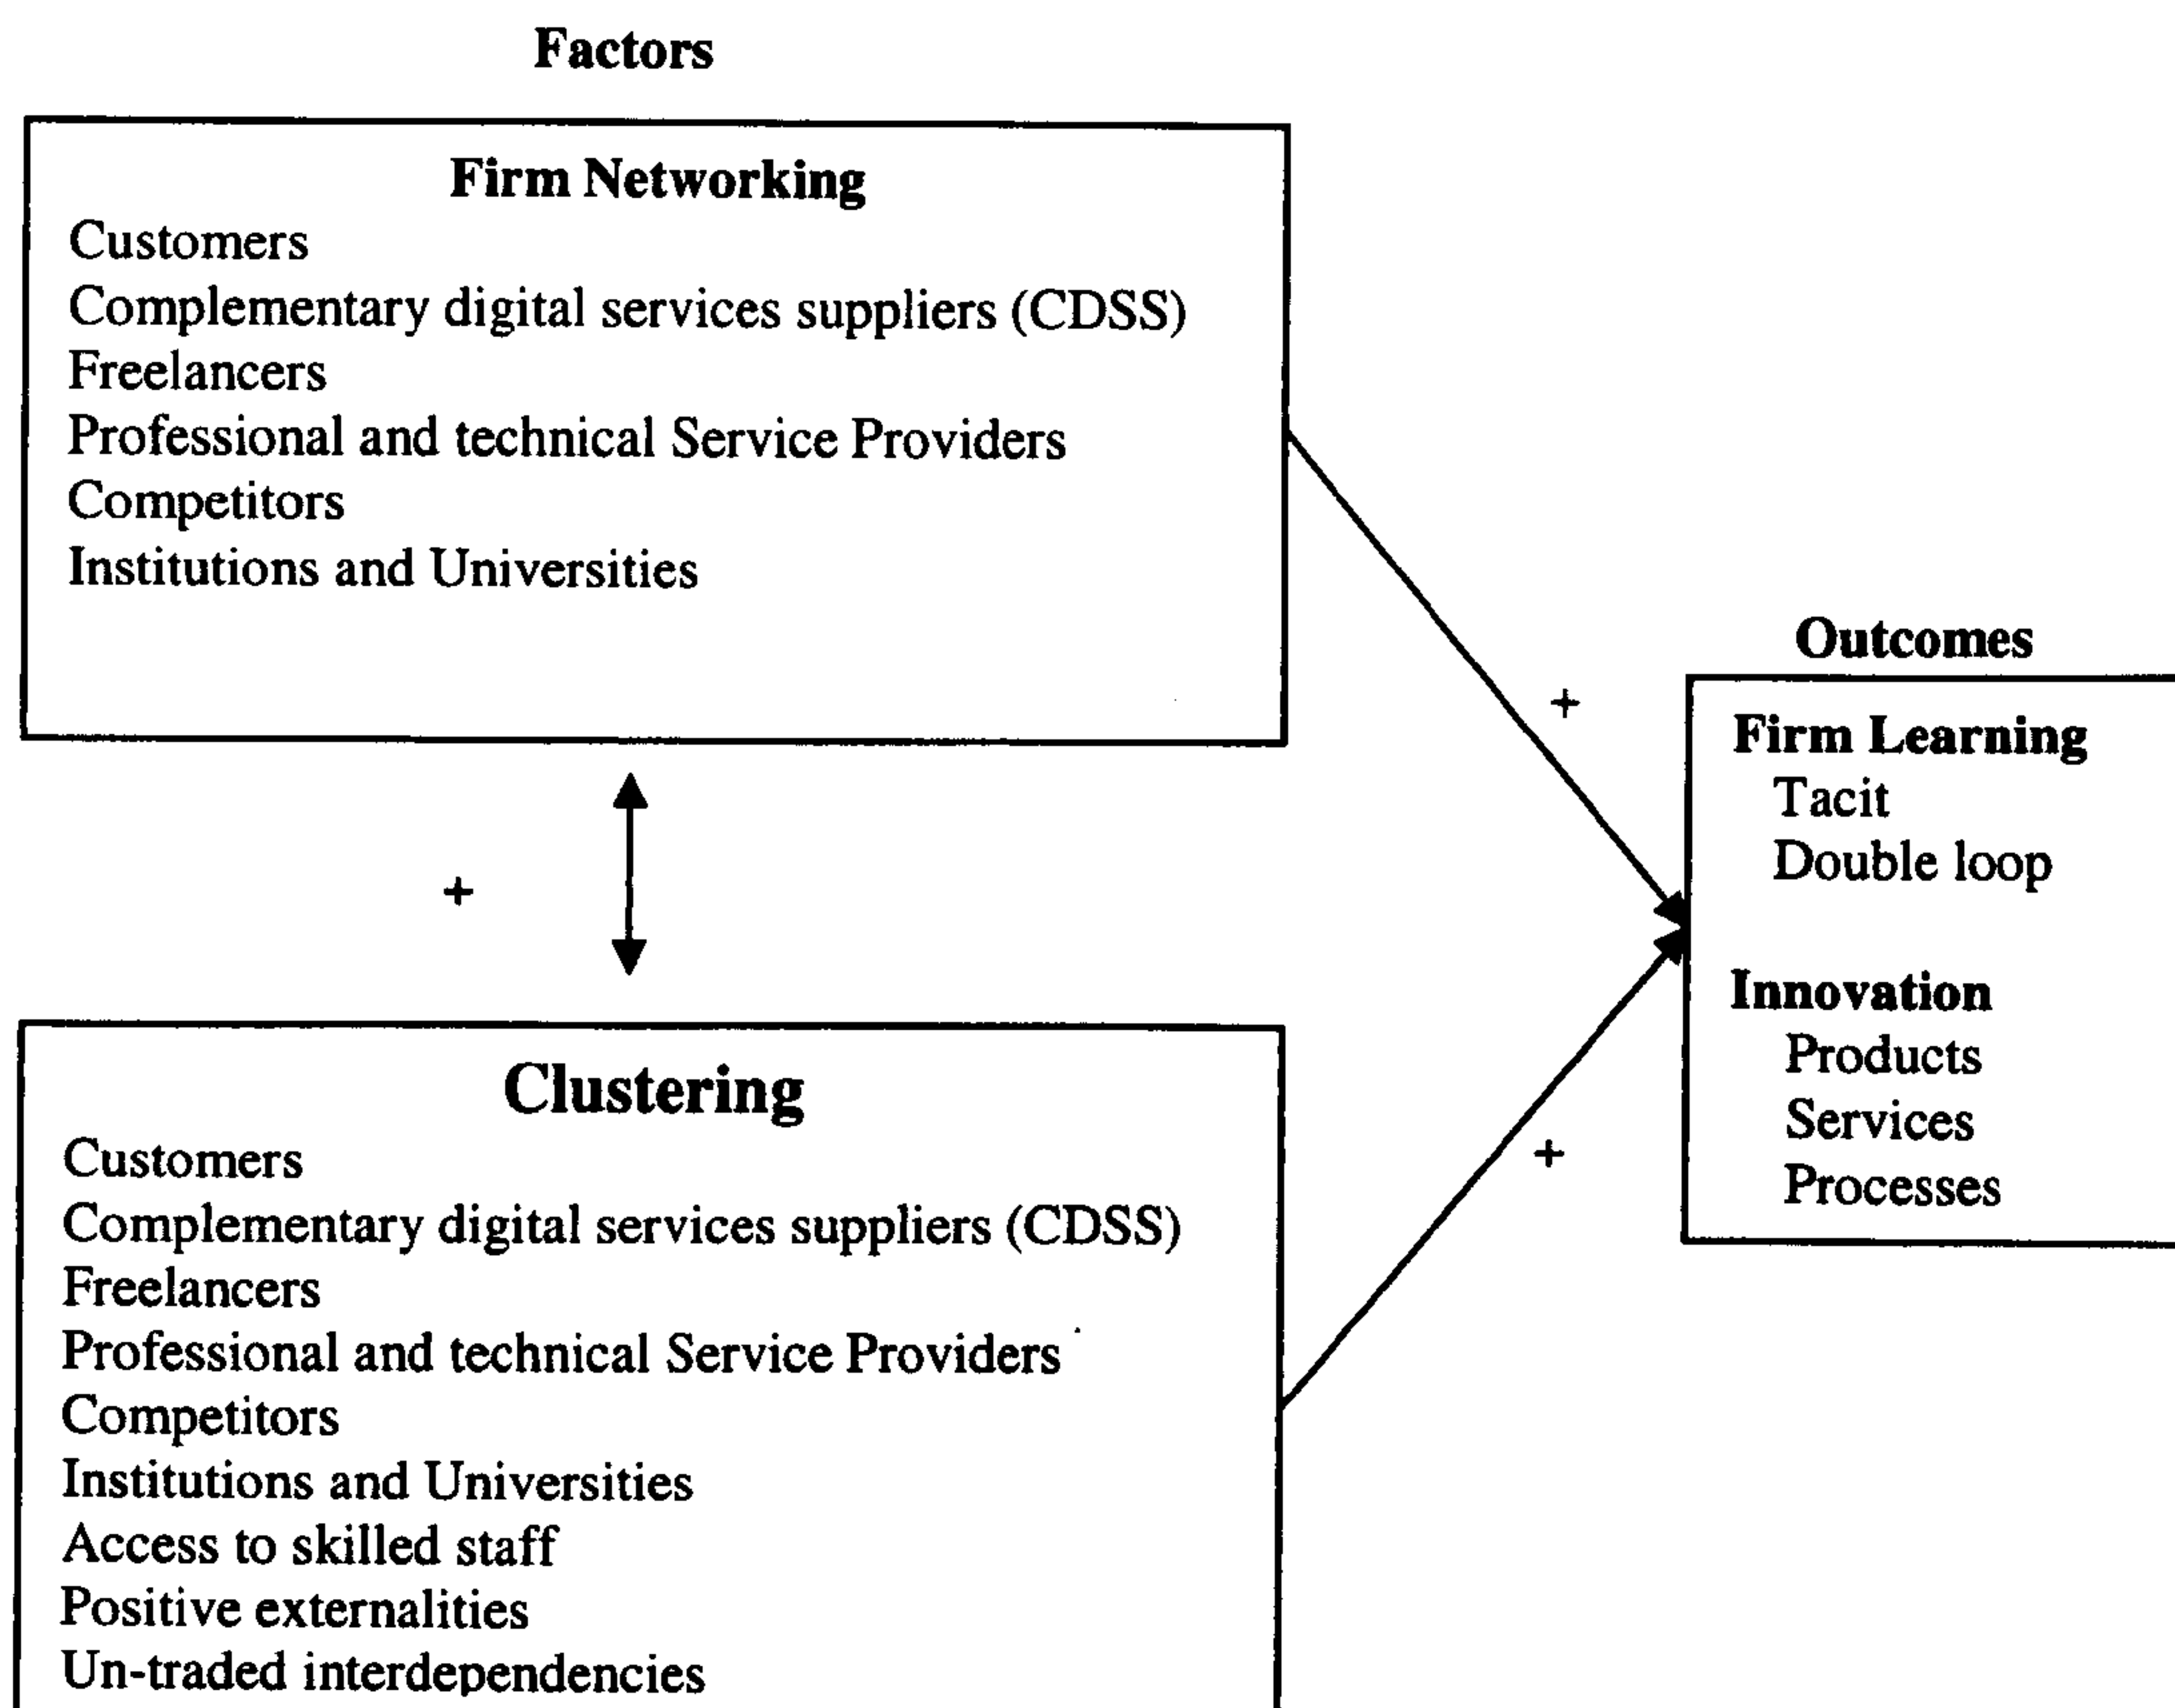 Factors
Firm Networking
Customers
Complementary digital services suppliers (CDSS)
Freelancers
Professional and technical Service Providers
Competitors
Institutions and Universities
+
+
Outcomes
Firm Learning
Tacit
Double loop
Innovation
Products
Services
Processes
+
Clustering
Customers
Complementary digital services suppliers (CDSS)
Freelancers
Professional and technical Service Providers
Competitors
Institutions and Universities
Access to skilled staff
Positive externalities
Un-traded interdependencies